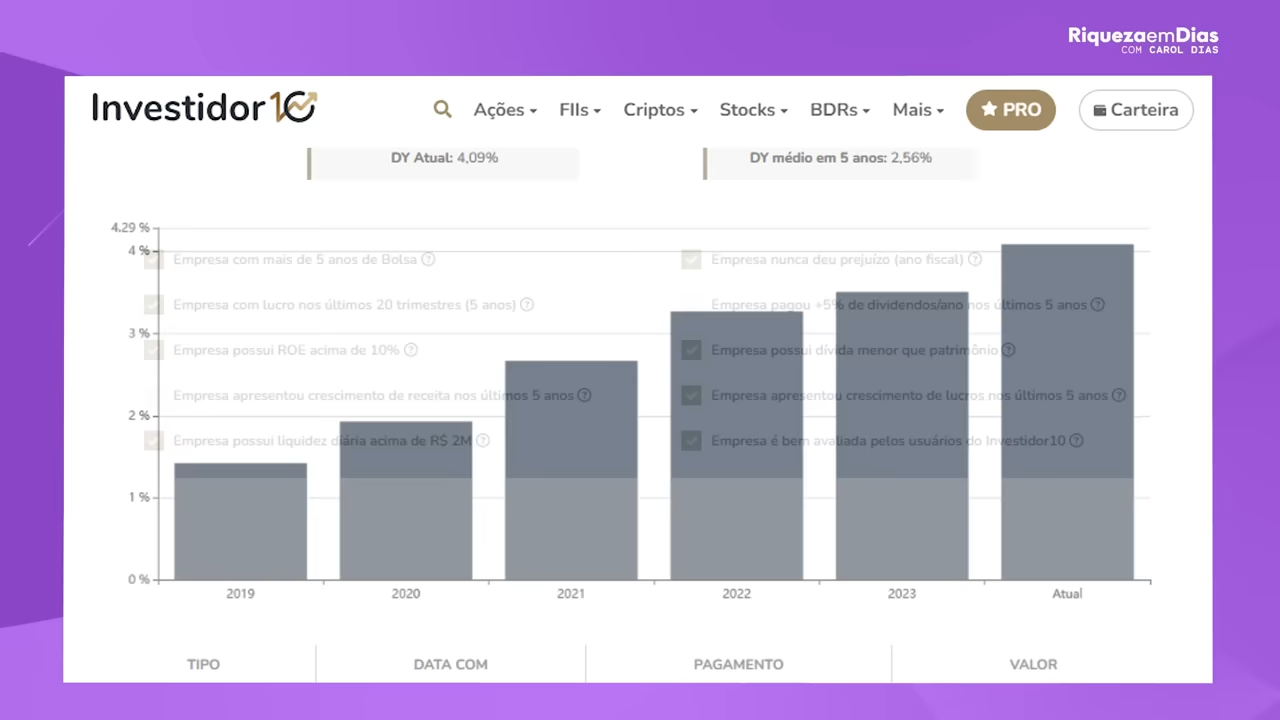 RiquezaemDias
COM CAROL DIAS
Investidor10
Ações
FIIs
Criptos
Stocks
BDRs
Mais
PRO
Carteira
DY Atual: 4,09%
DY médio em 5 anos: 2,56%
4.29 %
4 %
3 %
2 %
1 %
0 %
Empresa com mais de 5 anos de Bolsa
Empresa nunca deu prejuízo (ano fiscal)
Empresa com lucro nos últimos 20 trimestres (5 anos)
Empresa pagou +5% de dividendos/ano nos últimos 5 anos
Empresa possui ROE acima de 10%
Empresa possui dívida menor que patrimônio
Empresa apresentou crescimento de receita nos últimos 5 anos
Empresa apresentou crescimento de lucros nos últimos 5 anos
Empresa possui liquidez diária acima de R$ 2M
Empresa é bem avaliada pelos usuários do Investidor10
2019
2020
2021
2022
2023
Atual
TIPO
DATA COM
PAGAMENTO
VALOR